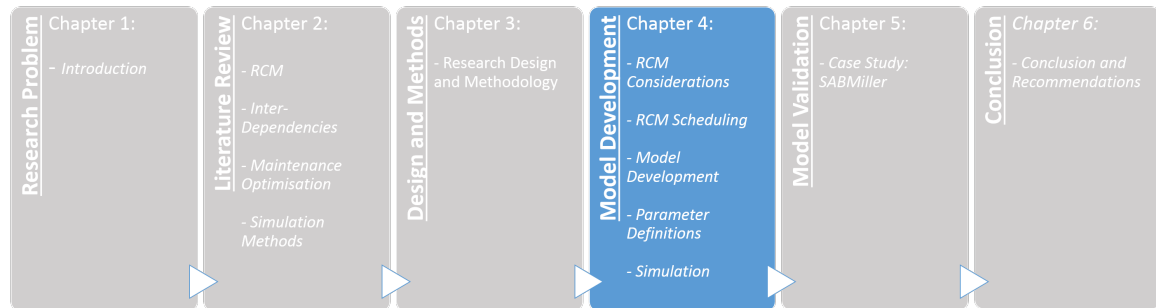 Research Problem
Chapter 1:
- Introduction
Literature Review
Chapter 2:
- RCM
- Inter-
Dependencies
- Maintenance
Optimisation
- Simulation
Methods
Design and Methods
Chapter 3:
- Research Design
and Methodology
Model Development
Chapter 4:
- RCM
Considerations
- RCM Scheduling
- Model
Development
- Parameter
Definitions
- Simulation
Model Validation
Chapter 5:
- Case Study:
SABMiller
Conclusion
Chapter 6:
- Conclusion and
Recommendations